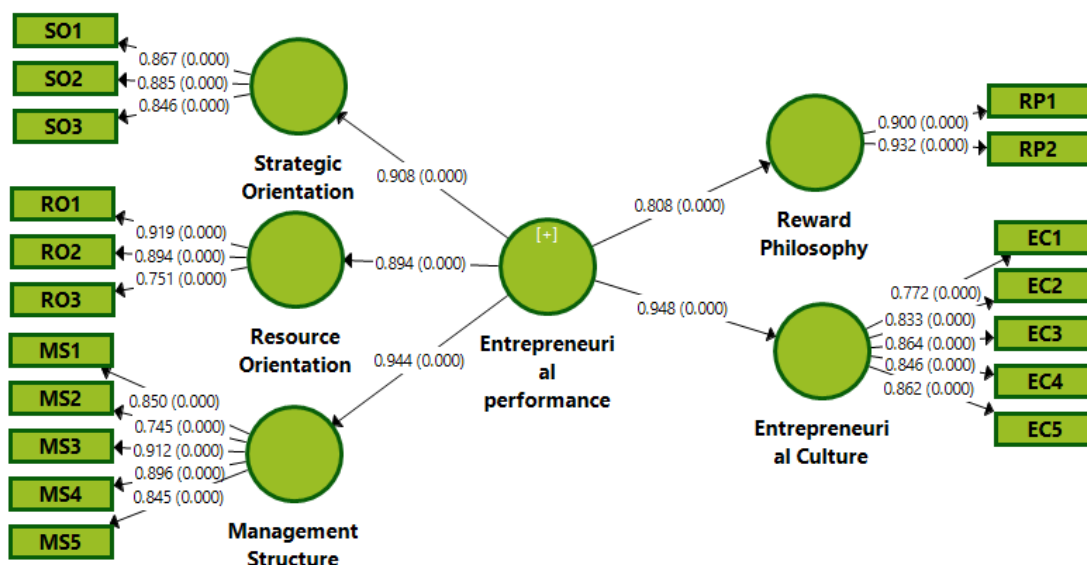 SO1
0.867 (0.000)
SO2
0.885 (0.000)
SO3
0.846 (0.000)
Strategic
Orientation
0.908 (0.000)
RO1
0.919 (0.000)
RO2
0.894 (0.000)
RO3
0.751 (0.000)
Resource
Orientation
0.894 (0.000)
MS1
0.850 (0.000)
MS2
0.745 (0.000)
MS3
0.912 (0.000)
MS4
0.896 (0.000)
MS5
0.845 (0.000)
Management
Structure
0.944 (0.000)
[+]
Entrepreneuri
al
performance
0.808 (0.000)
Reward
Philosophy
0.900 (0.000)
RP1
0.932 (0.000)
RP2
0.948 (0.000)
Entrepreneuri
al Culture
EC1
0.772 (0.000)
EC2
0.833 (0.000)
EC3
0.864 (0.000)
EC4
0.846 (0.000)
EC5
0.862 (0.000)